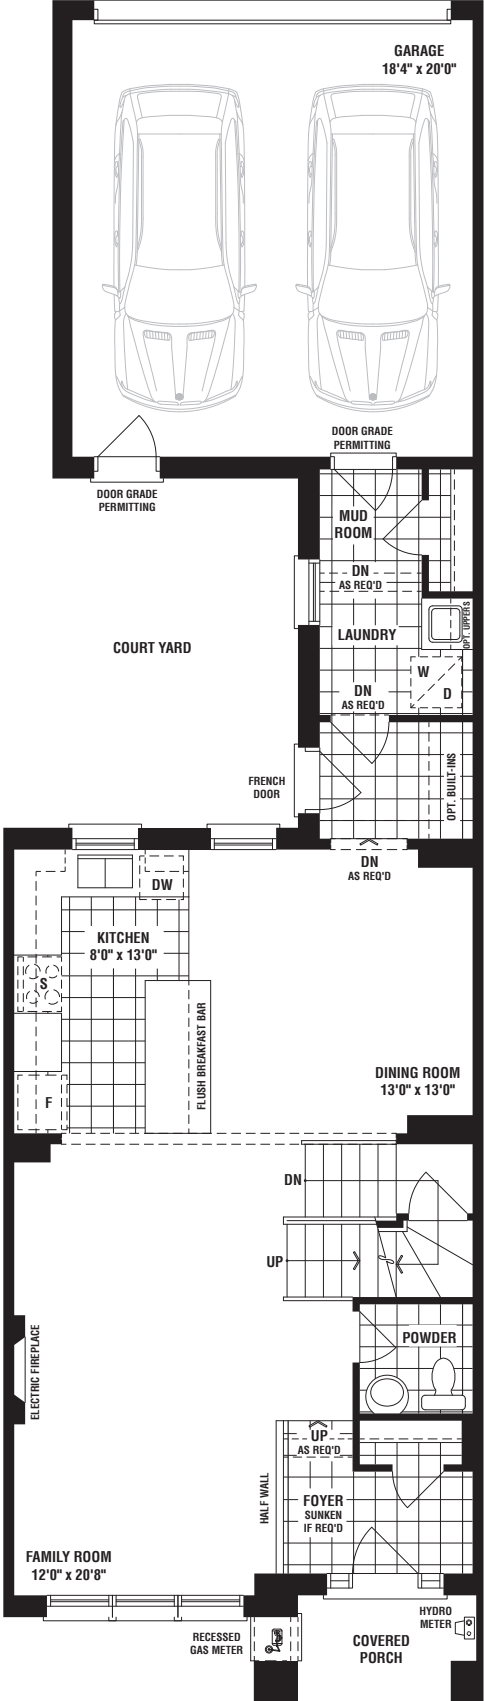 GARAGE
18'4" x 20'0"
DOOR GRADE
PERMITTING
DOOR GRADE
PERMITTING
MUD
ROOM
DN
AS REQ'D
OPT. UPPERS
LAUNDRY
COURT YARD
W
D
DN
AS REQ'D
FRENCH
DOOR
OPT. BUILT-INS
DN
AS REQ'D
DW
KITCHEN
8'0" x 13'0"
S
FLUSH BREAKFAST BAR
F
DINING ROOM
13'0" x 13'0"
DN
UP
POWDER
ELECTRIC FIREPLACE
UP
AS REQ'D
HALF WALL
FOYER
SUNKEN
IF REQ'D
FAMILY ROOM
12'0" x 20'8"
HYDRO
METER
RECESSED
GAS METER
COVERED
PORCH